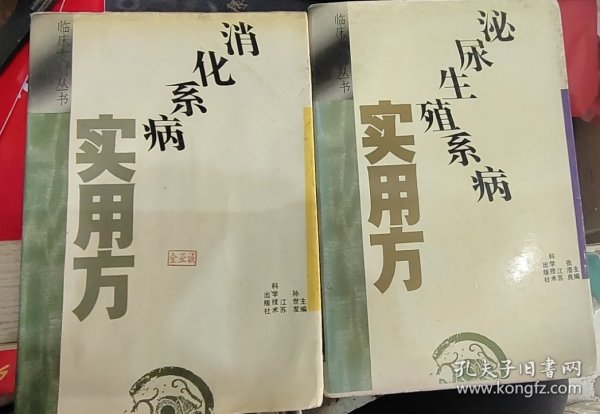 临床
丛书
消化系病
实用方
孙世发
主编
江苏
科学技术
出版社
临床
丛书
泌尿生殖系病
实用方
张浩良
主编
江苏
科学技术
出版社
孔夫子旧书网
www.kongfz.com